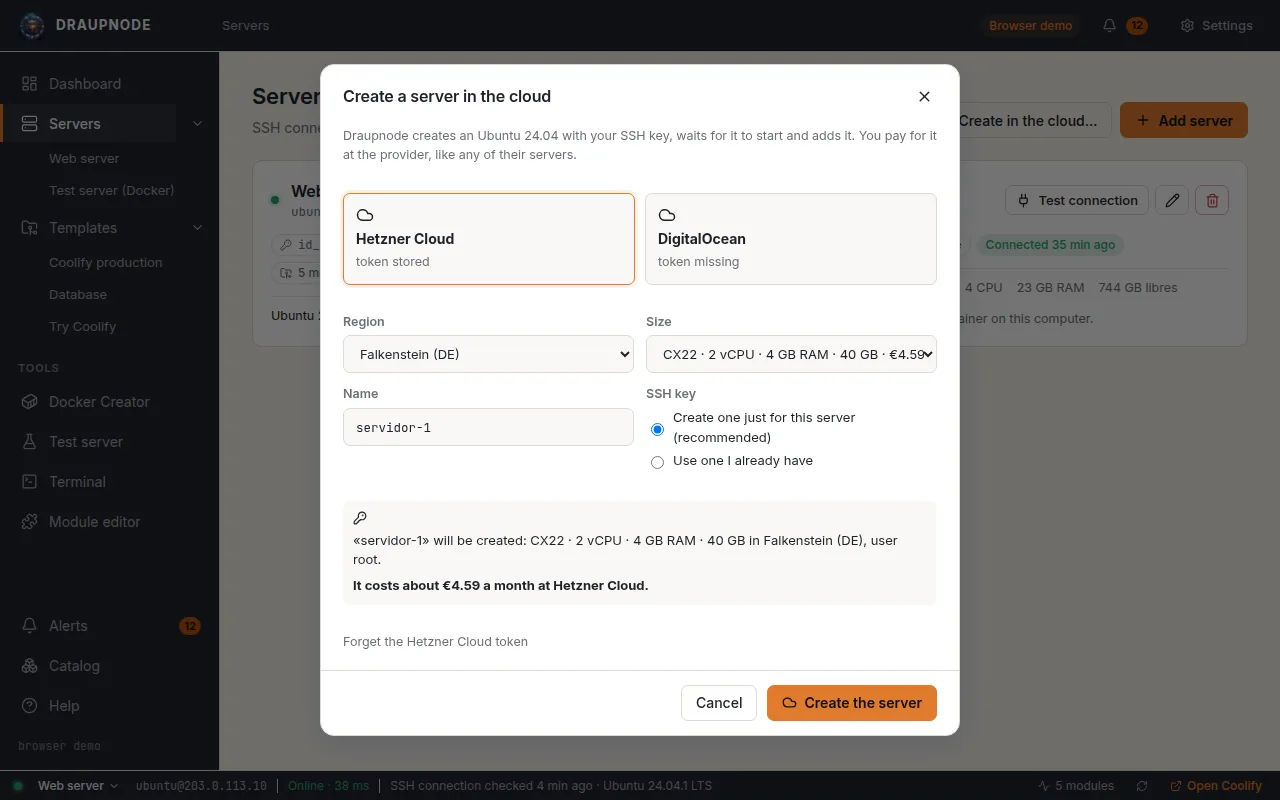 DRAUPNODE
Servers
Browser demo
12
Settings
Dashboard
Servers
Web server
Test server (Docker)
Templates
Coolify production
Database
Try Coolify
TOOLS
Docker Creator
Test server
Terminal
Module editor
Alerts
12
Catalog
Help
browser demo
Server
SSH conne
Create in the cloud...
Add server
Web
ubun
Test connection
id_
Connected 35 min ago
5 m
4 CPU 23 GB RAM 744 GB libres
Ubuntu 2
ainer on this computer.
Create a server in the cloud
Draupnode creates an Ubuntu 24.04 with your SSH key, waits for it to start and adds it. You pay for it
at the provider, like any of their servers.
Hetzner Cloud
token stored
DigitalOcean
token missing
Region
Falkenstein (DE)
Size
CX22 · 2 vCPU · 4 GB RAM · 40 GB · €4.59
Name
servidor-1
SSH key
Create one just for this server
(recommended)
Use one I already have
«servidor-1» will be created: CX22 · 2 vCPU · 4 GB RAM · 40 GB in Falkenstein (DE), user
root.
It costs about €4.59 a month at Hetzner Cloud.
Forget the Hetzner Cloud token
Cancel
Create the server
Web server
ubuntu@203.0.113.10
Online · 38 ms
SSH connection checked 4 min ago · Ubuntu 24.04.1 LTS
5 modules
Open Coolify